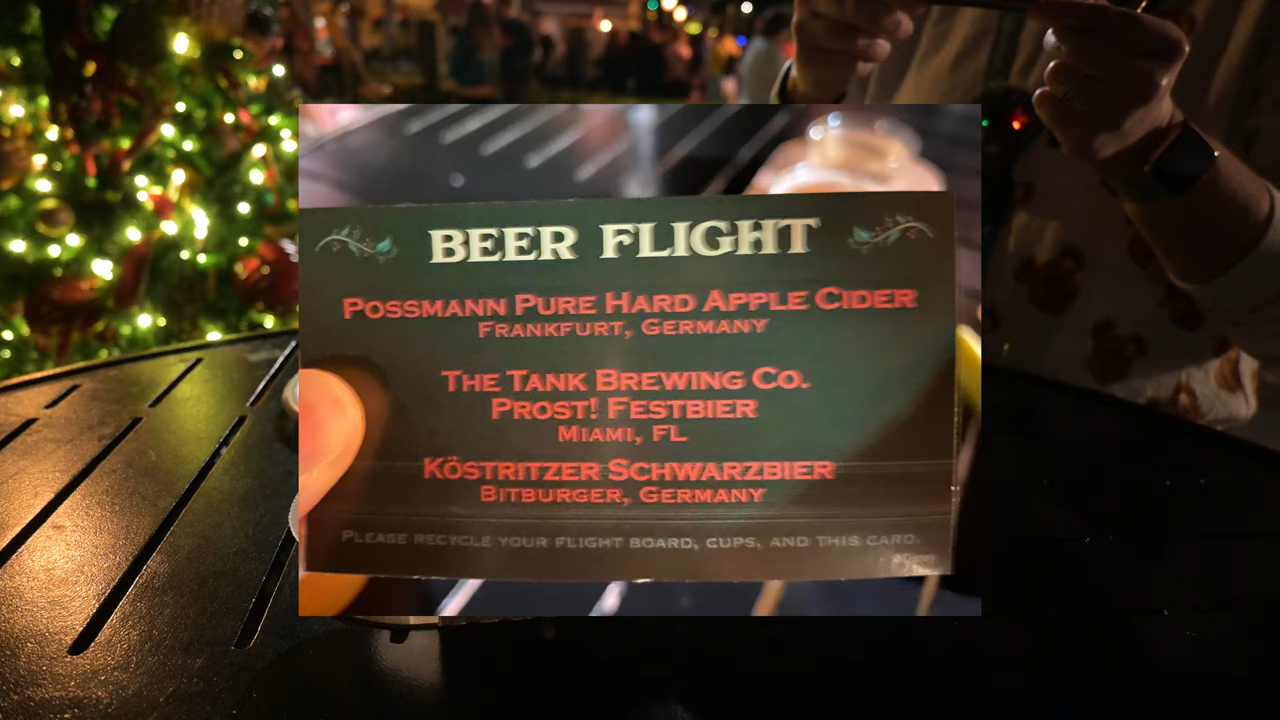 BEER FLIGHT
POSSMANN PURE HARD APPLE CIDER
FRANKFURT, GERMANY
THE TANK BREWING CO.
PROST! FESTBIER
MIAMI, FL
KÖSTRITZER SCHWARZBIER
BITBURGER, GERMANY
PLEASE RECYCLE YOUR FLIGHT BOARD, CUPS, AND THIS CARD.